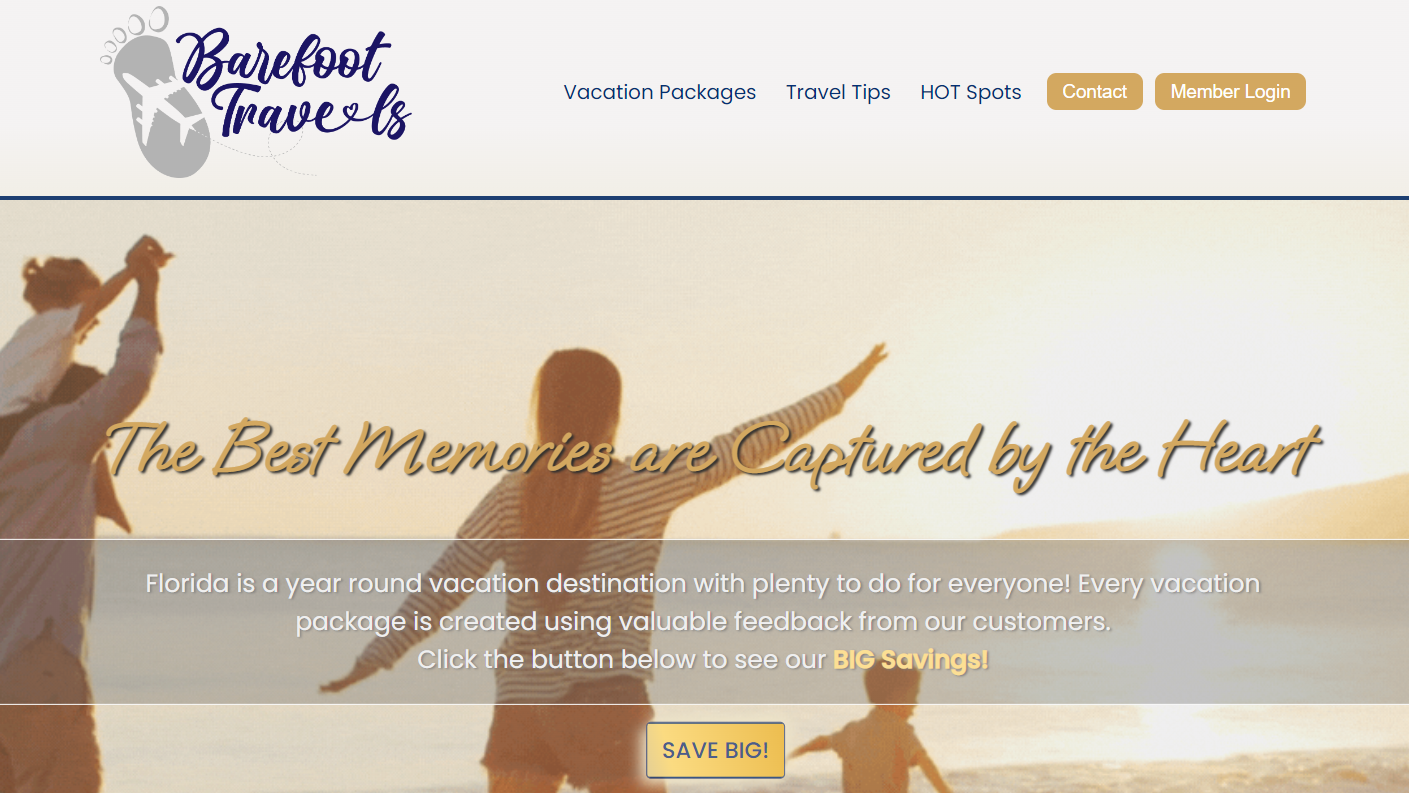 Barefoot
Travels
Vacation Packages Travel Tips HOT Spots Contact Member Login
The Best Memories are Captured by the Heart
Florida is a year round vacation destination with plenty to do for everyone! Every vacation
package is created using valuable feedback from our customers.
Click the button below to see our BIG Savings!
SAVE BIG!